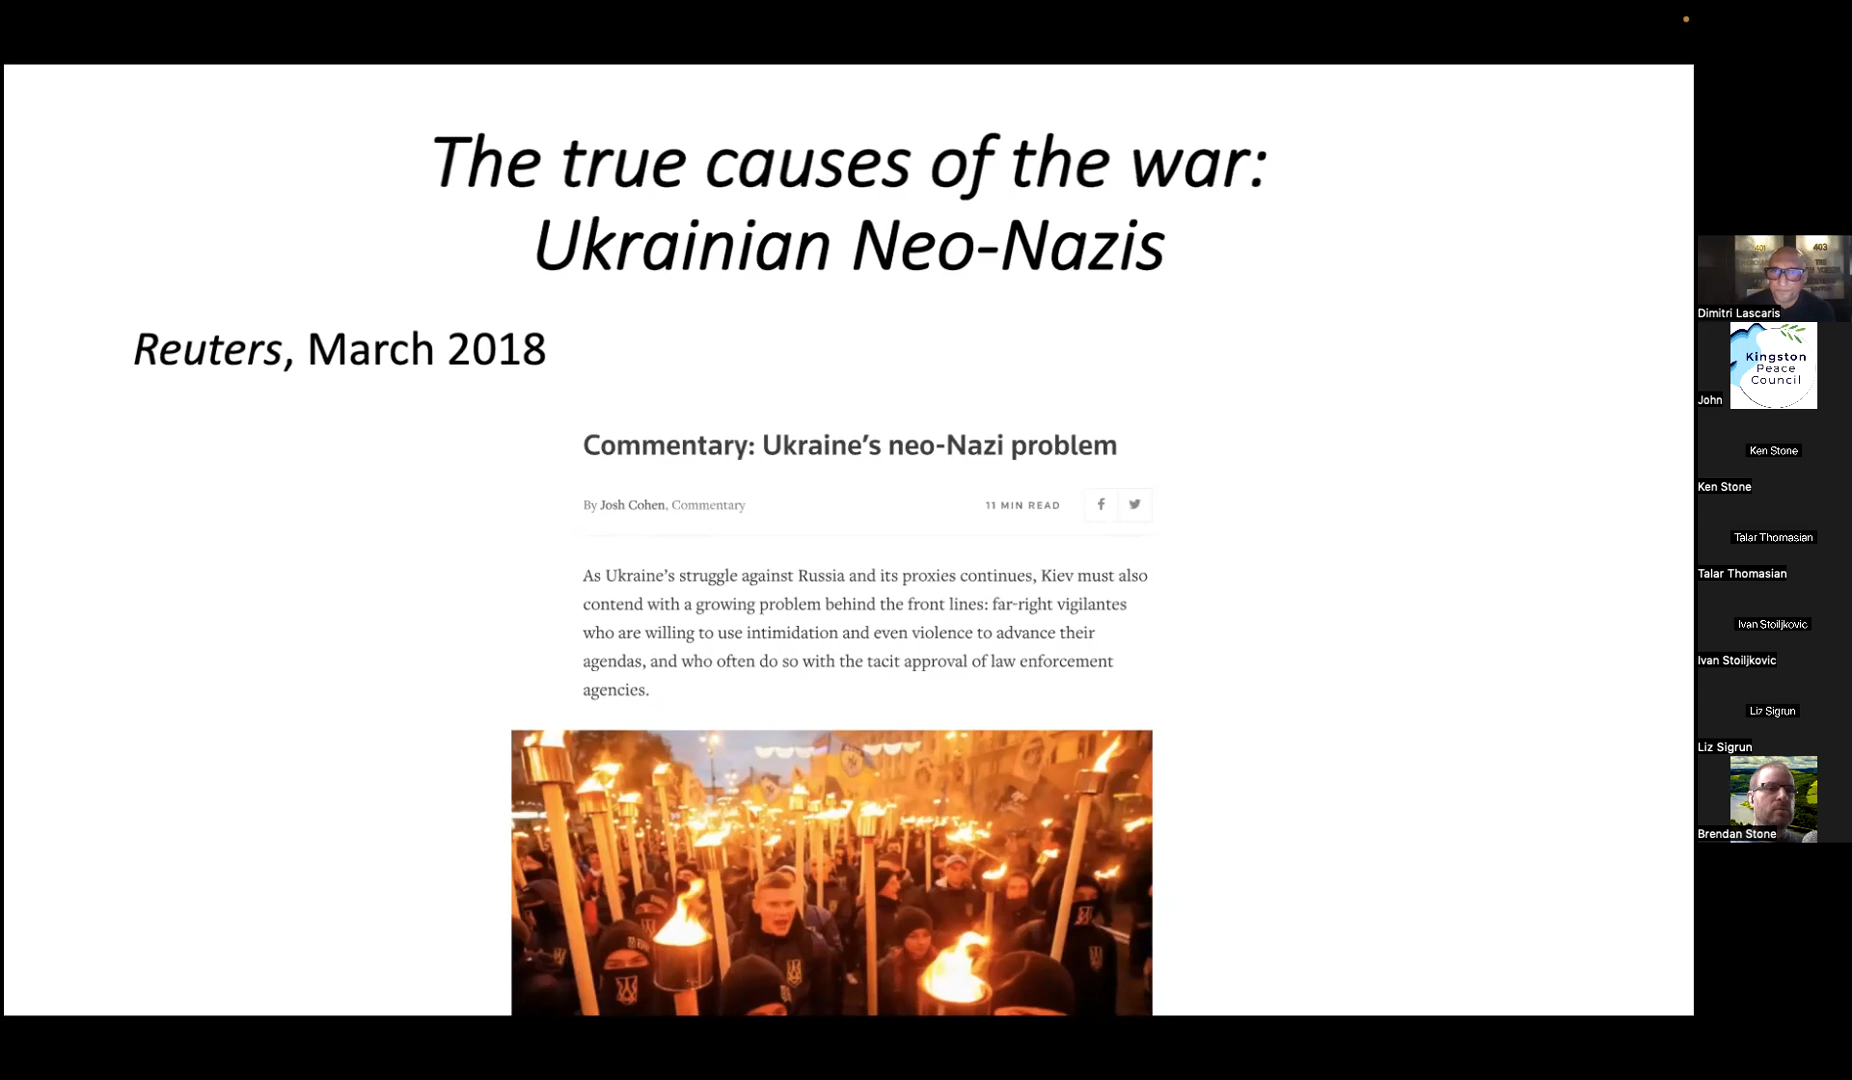 The true causes of the war:
Ukrainian Neo-Nazis
Reuters, March 2018
Commentary: Ukraine's neo-Nazi problem
By Josh Cohen, Commentary
11 MIN READ
As Ukraine's struggle against Russia and its proxies continues, Kiev must also
contend with a growing problem behind the front lines: far-right vigilantes
who are willing to use intimidation and even violence to advance their
agendas, and who often do so with the tacit approval of law enforcement
agencies.
401
403
Dimitri Lascaris
Kingston
Peace
Council
John
Ken Stone
Ken Stone
Talar Thomasian
Talar Thomasian
Ivan Stoiljkovic
Ivan Stoiljkovic
Liz Sigrun
Liz Sigrun
Brendan Stone